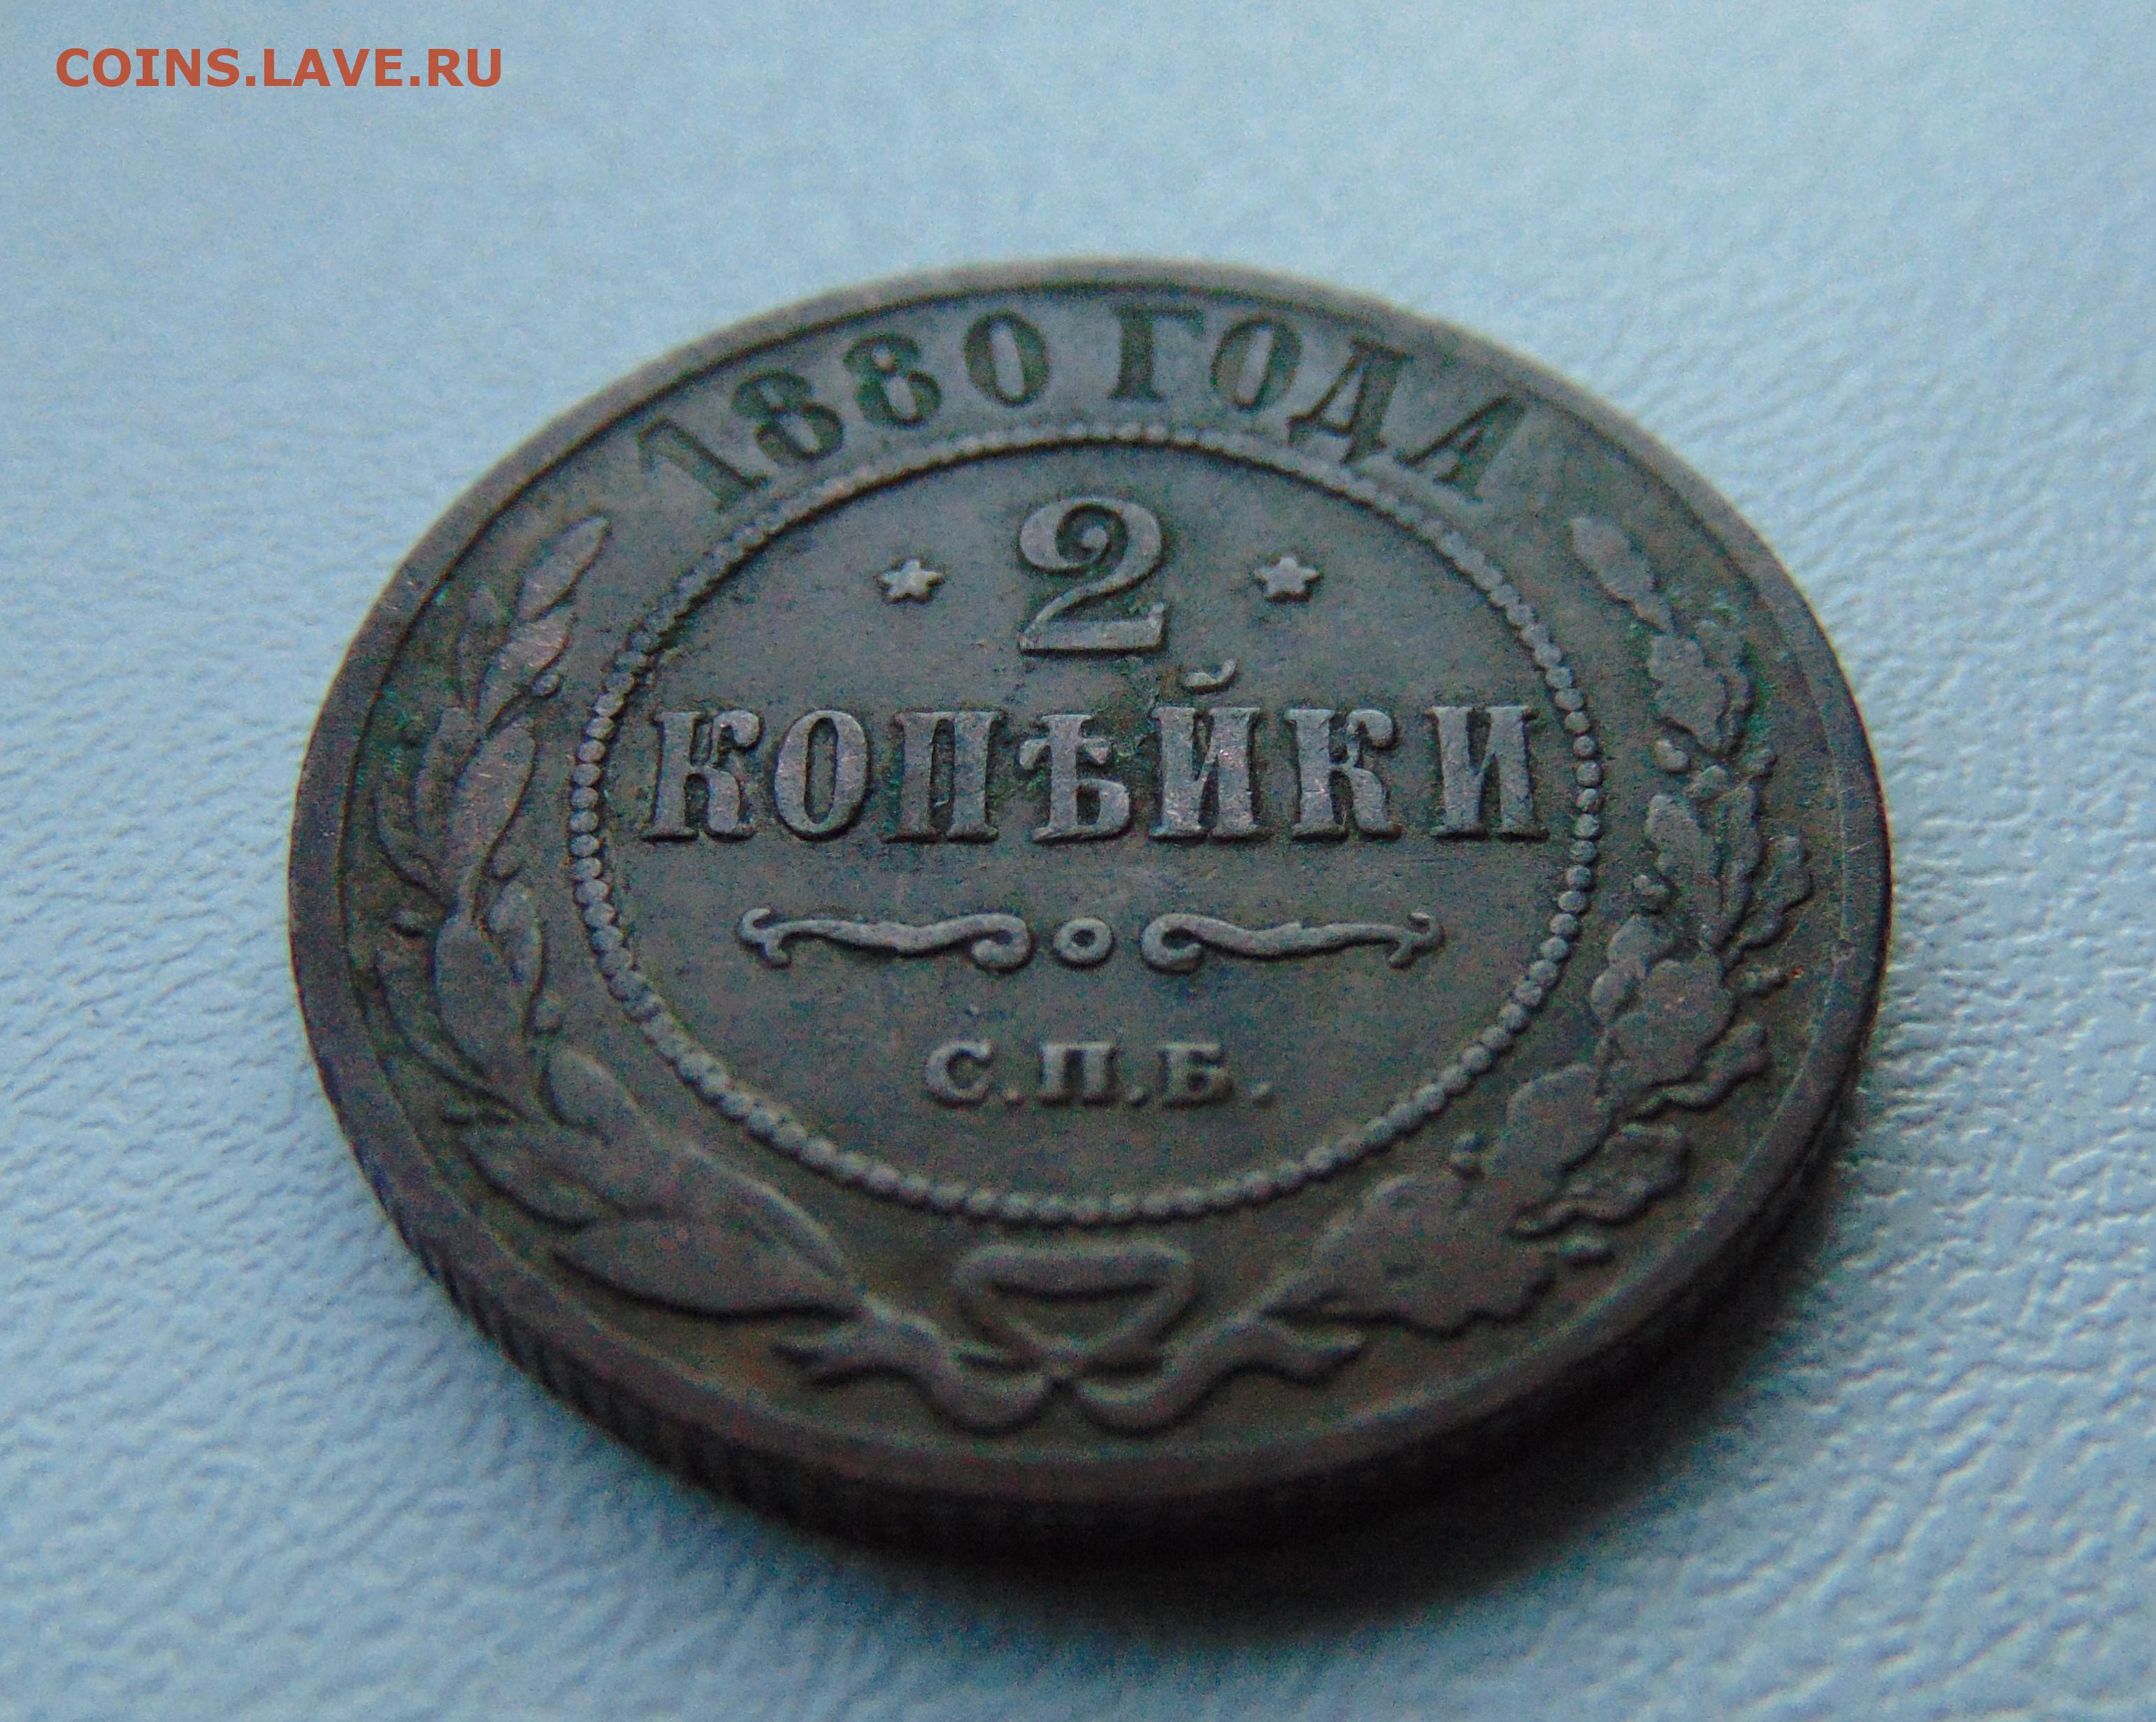 COINS.LAVE.RU
1880 ГОДА
2
КОПѢЙКИ
С.П.Б.